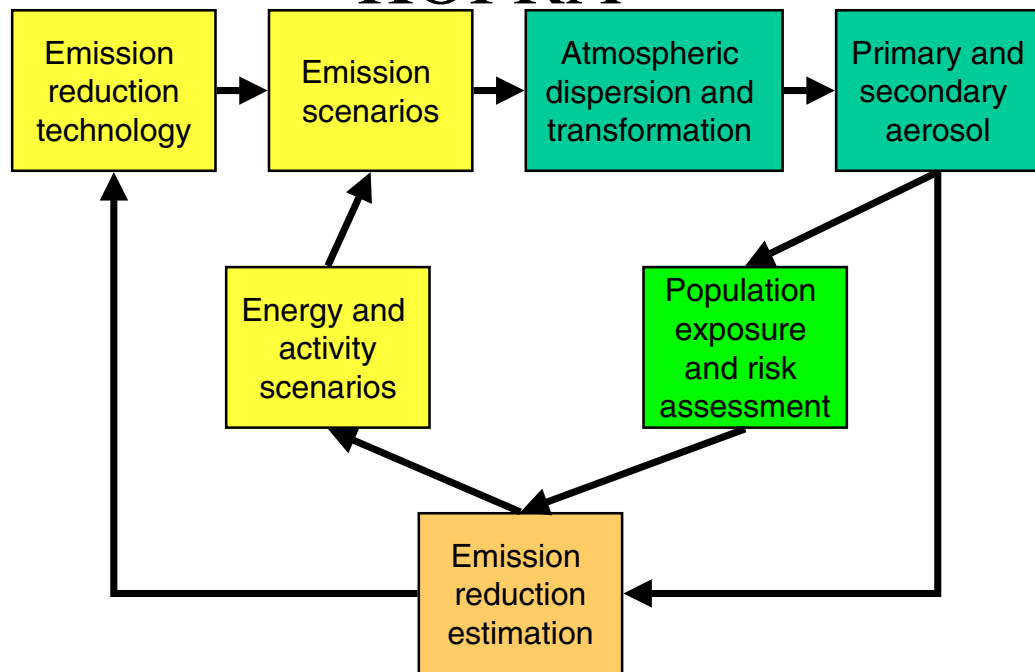 Emission
reduction
technology
Emission
scenarios
Atmospheric
dispersion and
transformation
Primary and
secondary
aerosol
Energy and
activity
scenarios
Population
exposure
and risk
assessment
Emission
reduction
estimation